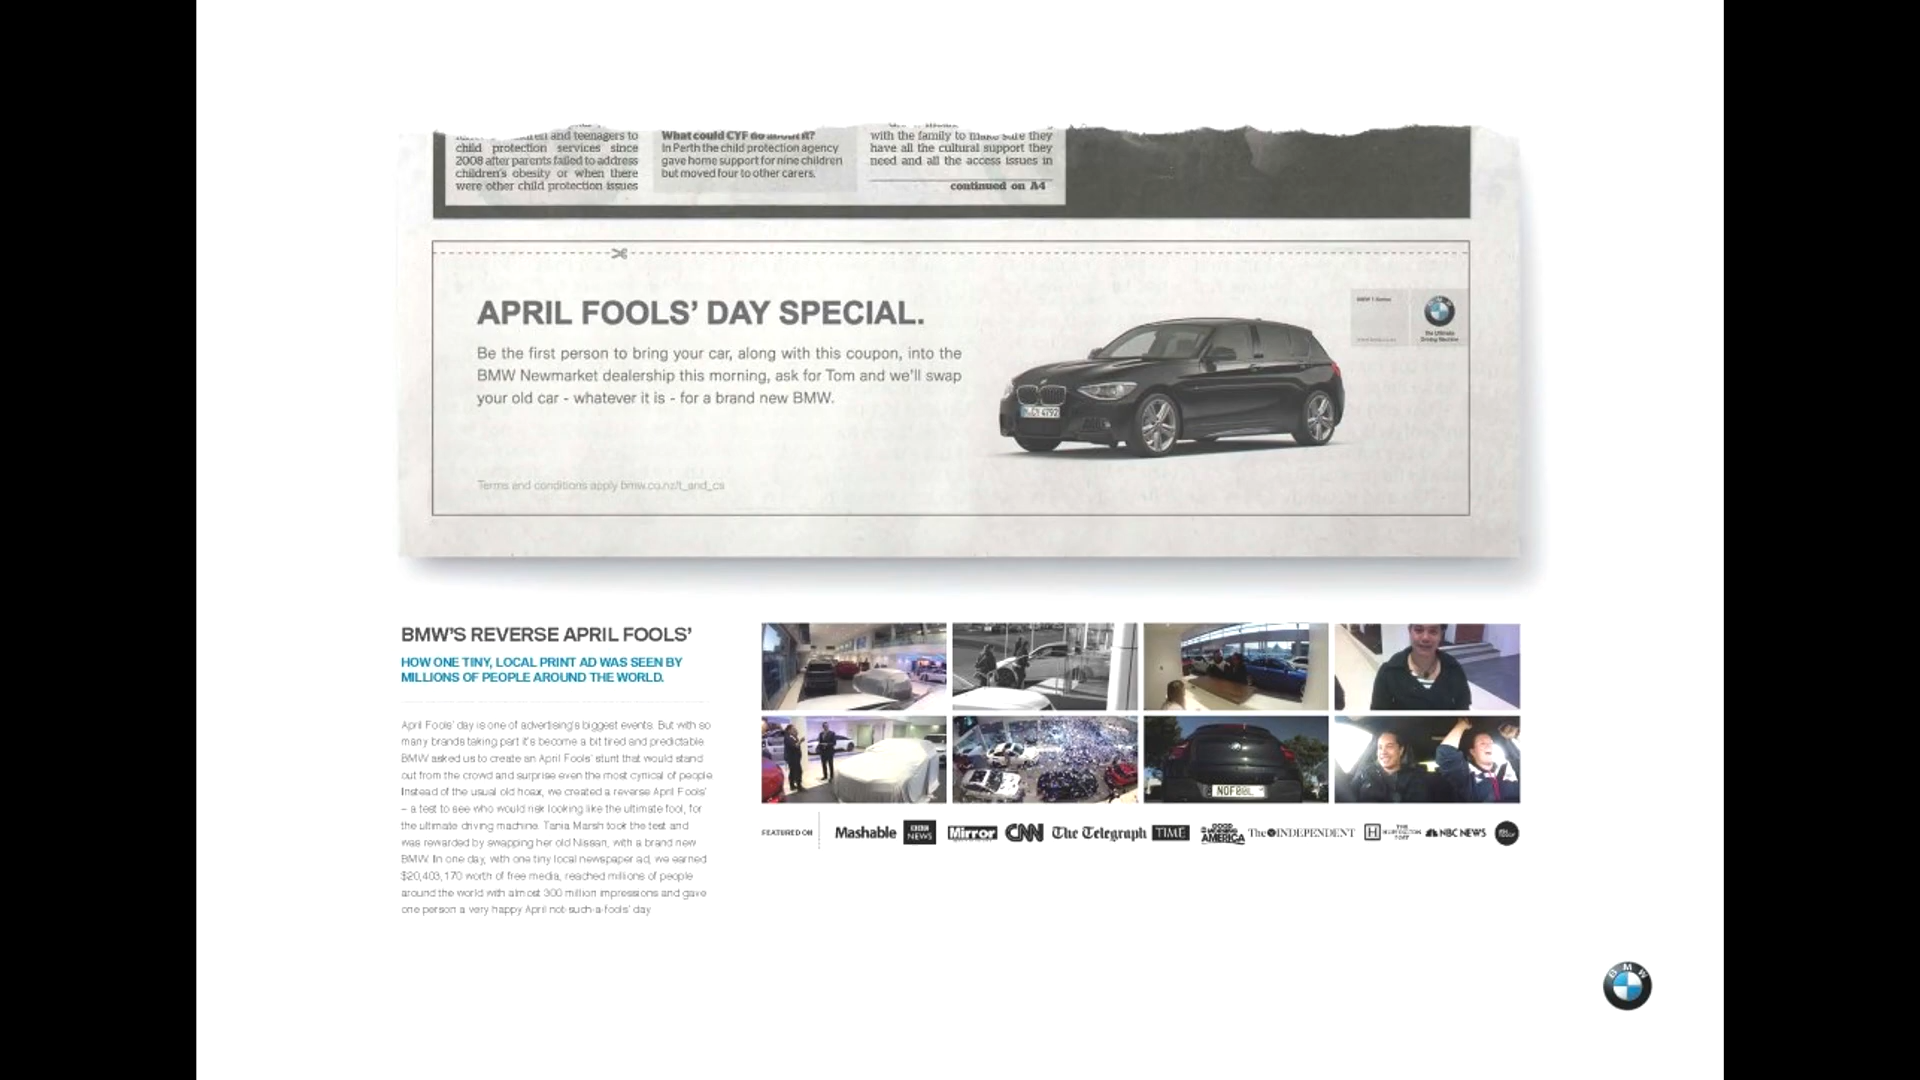 children and teenagers to
child protection services since
2008 after parents failed to address
children's obesity or when there
were other child protection issues
What could CYF do about it?
In Perth the child protection agency
gave home support for nine children
but moved four to other carers.
with the family to make sure they
have all the cultural support they
need and all the access issues in
continued on A4
APRIL FOOLS' DAY SPECIAL.
Be the first person to bring your car, along with this coupon, into the
BMW Newmarket dealership this morning, ask for Tom and we'll swap
your old car - whatever it is - for a brand new BMW.
Terms and conditions apply bmw.co.nz/t_and_cs
BMW 1 Series
BMW
The Ultimate
Driving Machine
BMW'S REVERSE APRIL FOOLS'
HOW ONE TINY, LOCAL PRINT AD WAS SEEN BY
MILLIONS OF PEOPLE AROUND THE WORLD.
April Fools' day is one of advertising's biggest events. But with so
many brands taking part it's become a bit tired and predictable.
BMW asked us to create an April Fools' stunt that would stand
out from the crowd and surprise even the most cynical of people.
Instead of the usual old hoax, we created a reverse April Fools'
– a test to see who would risk looking like the ultimate fool, for
the ultimate driving machine. Tania Marsh took the test and
was rewarded by swapping her old Nissan, with a brand new
BMW. In one day, with one tiny local newspaper ad, we earned
$20,403,170 worth of free media, reached millions of people
around the world with almost 300 million impressions and gave
one person a very happy April not-such-a-fools' day
NOF00L
FEATURED ON
Mashable
BBC NEWS
Mirror
CNN
The Telegraph
TIME
GOOD MORNING AMERICA
The INDEPENDENT
H THE HUFFINGTON POST
NBC NEWS
BMW